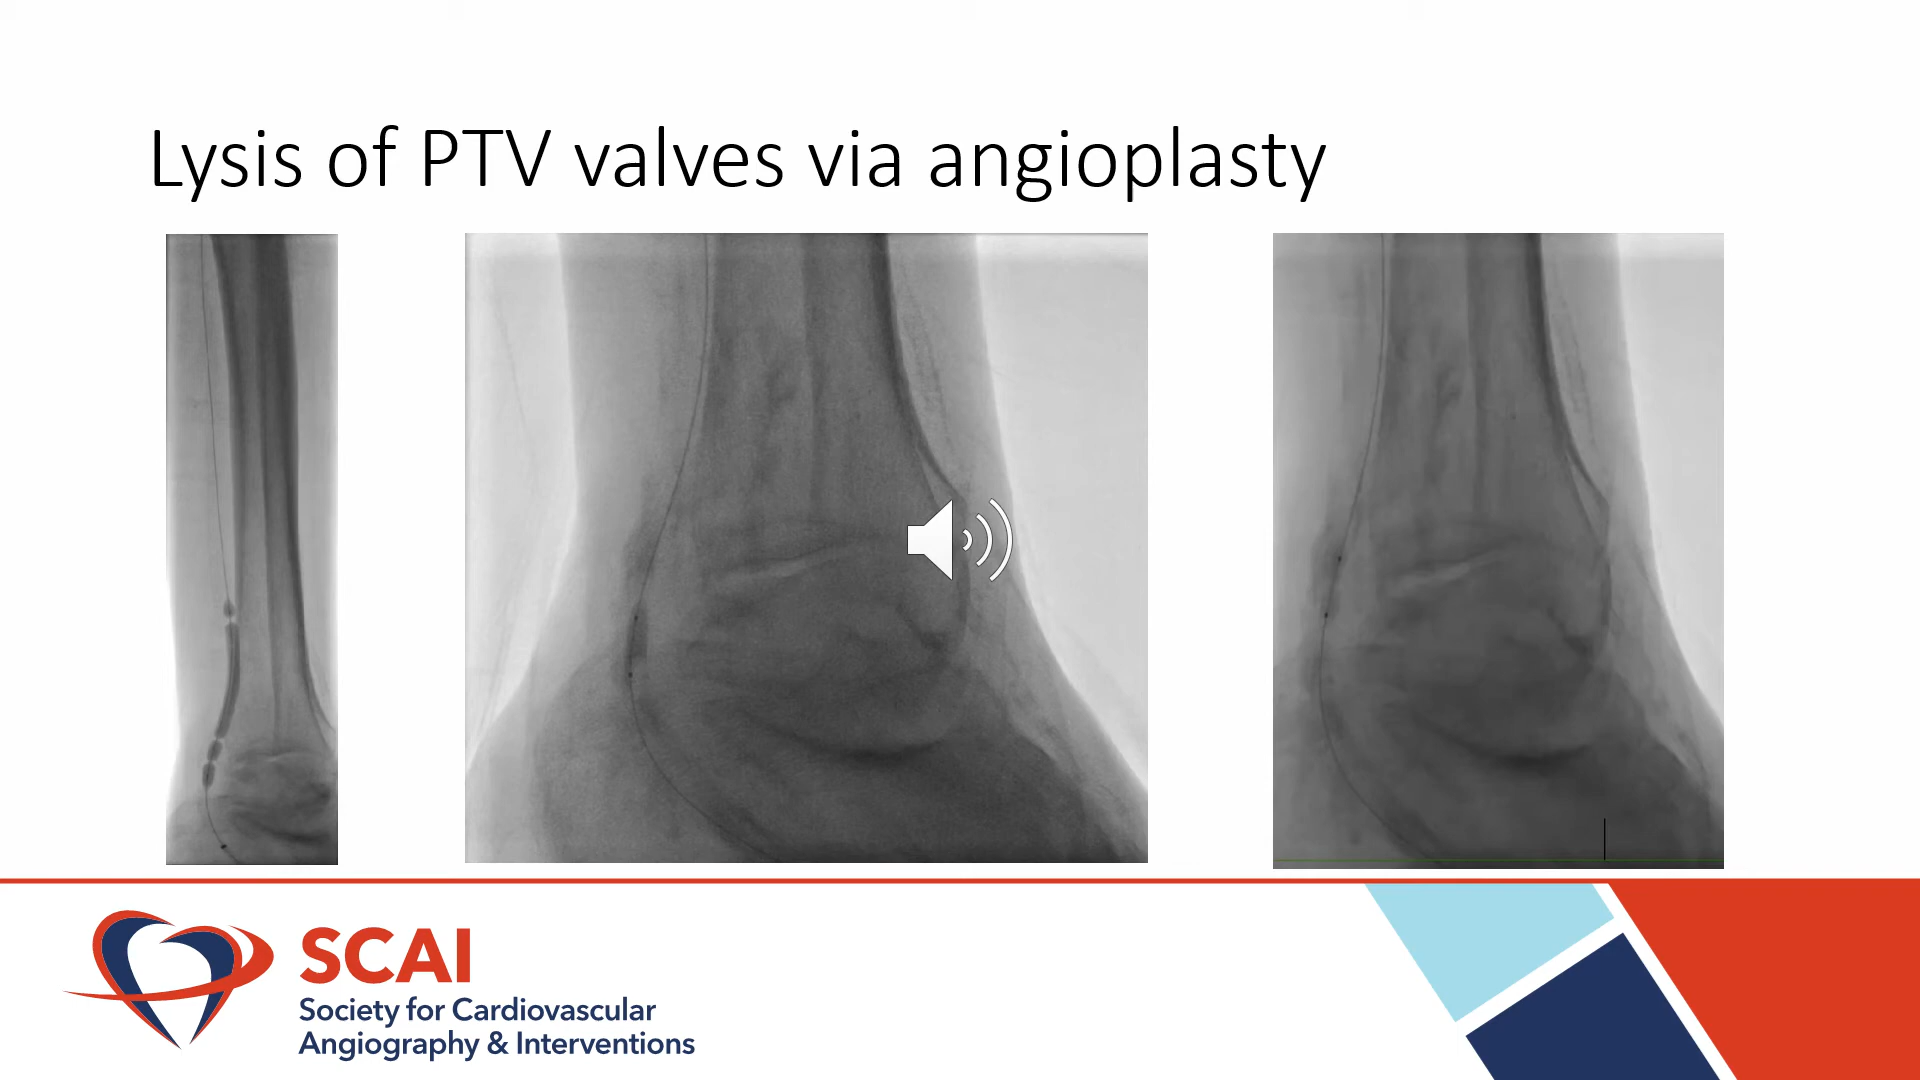 Lysis of PTV valves via angioplasty
SCAI
Society for Cardiovascular
Angiography & Interventions